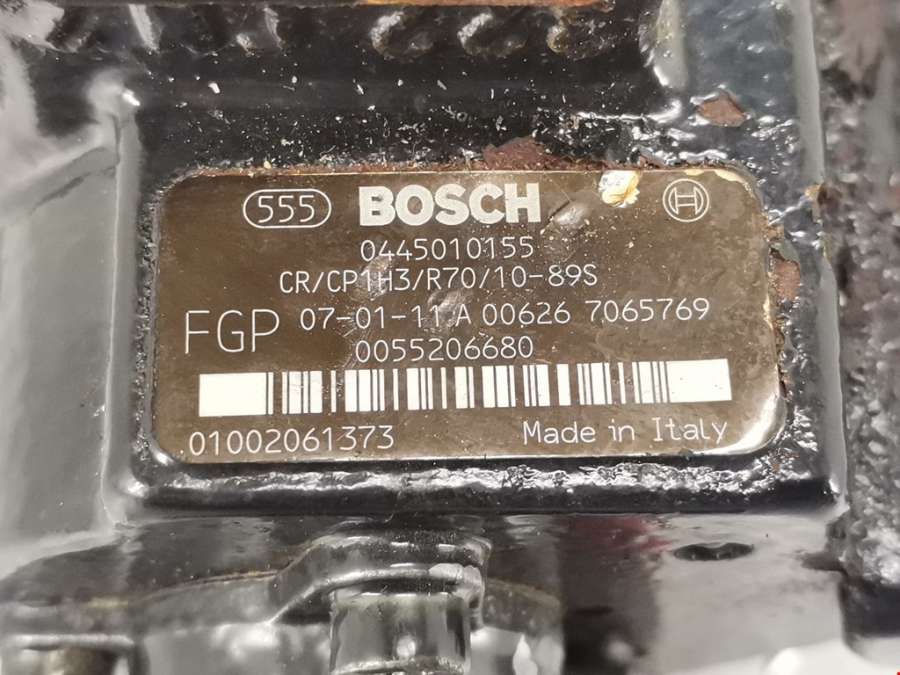 555 BOSCH
0445010155
CR/CP1H3/R70/10-89S
FGP 07-01-11 A 00626 7065769
0055206680
01002061373 Made in Italy